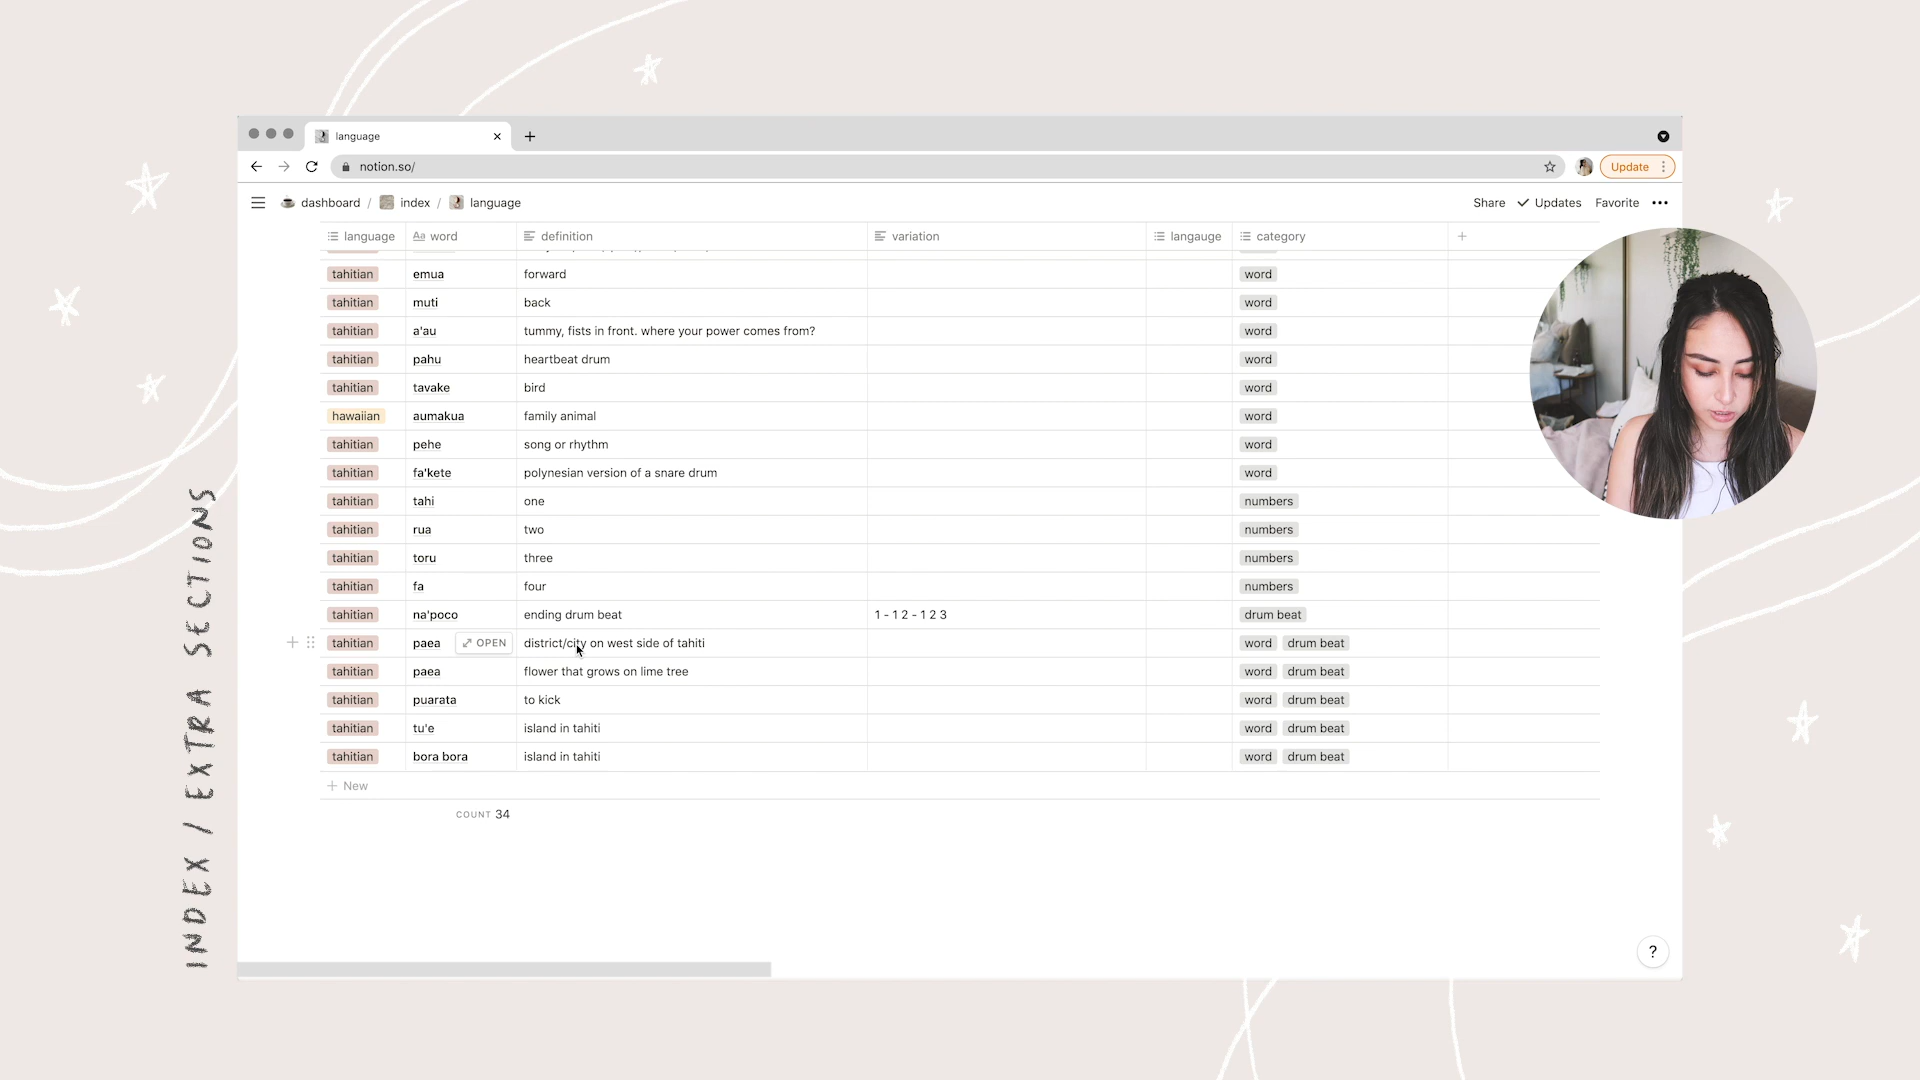 language
notion.so/
Update
dashboard / index / language
Share Updates Favorite
language word definition variation langauge category
tahitian emua forward word
tahitian muti back word
tahitian a'au tummy, fists in front. where your power comes from? word
tahitian pahu heartbeat drum word
tahitian tavake bird word
hawaiian aumakua family animal word
tahitian pehe song or rhythm word
tahitian fa'kete polynesian version of a snare drum word
tahitian tahi one numbers
tahitian rua two numbers
tahitian toru three numbers
tahitian fa four numbers
tahitian na'poco ending drum beat 1 - 1 2 - 1 2 3 drum beat
tahitian paea OPEN district/city on west side of tahiti word drum beat
tahitian paea flower that grows on lime tree word drum beat
tahitian puarata to kick word drum beat
tahitian tu'e island in tahiti word drum beat
tahitian bora bora island in tahiti word drum beat
+ New
COUNT 34
?
INDEX / EXTRA SECTIONS